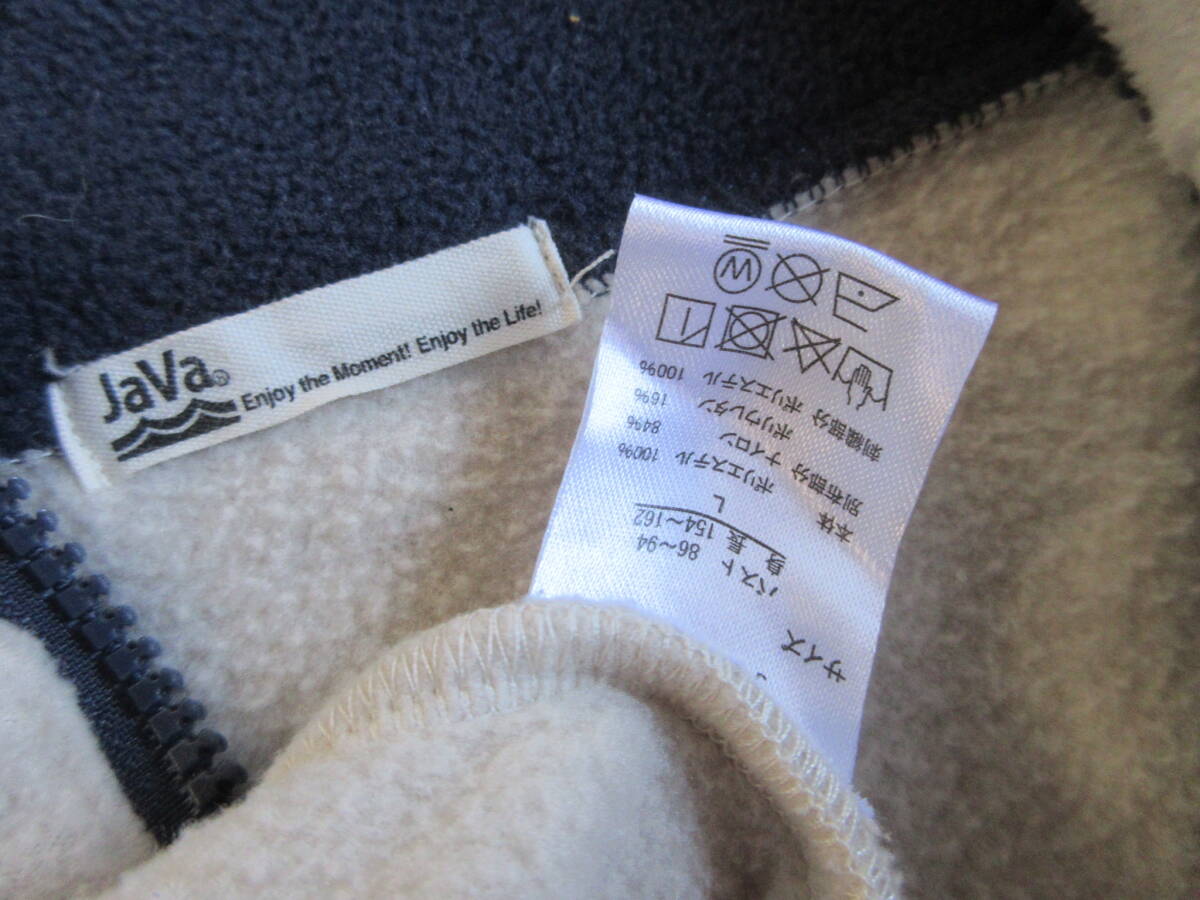 JaVa®
Enjoy the Moment! Enjoy the Life!
サイズ
バスト 86～94
身長 154～162
L
本体 ポリエステル 100%
別布部分 ナイロン 84%
ポリウレタン 16%
刺繍部分 ポリエステル 100%
W